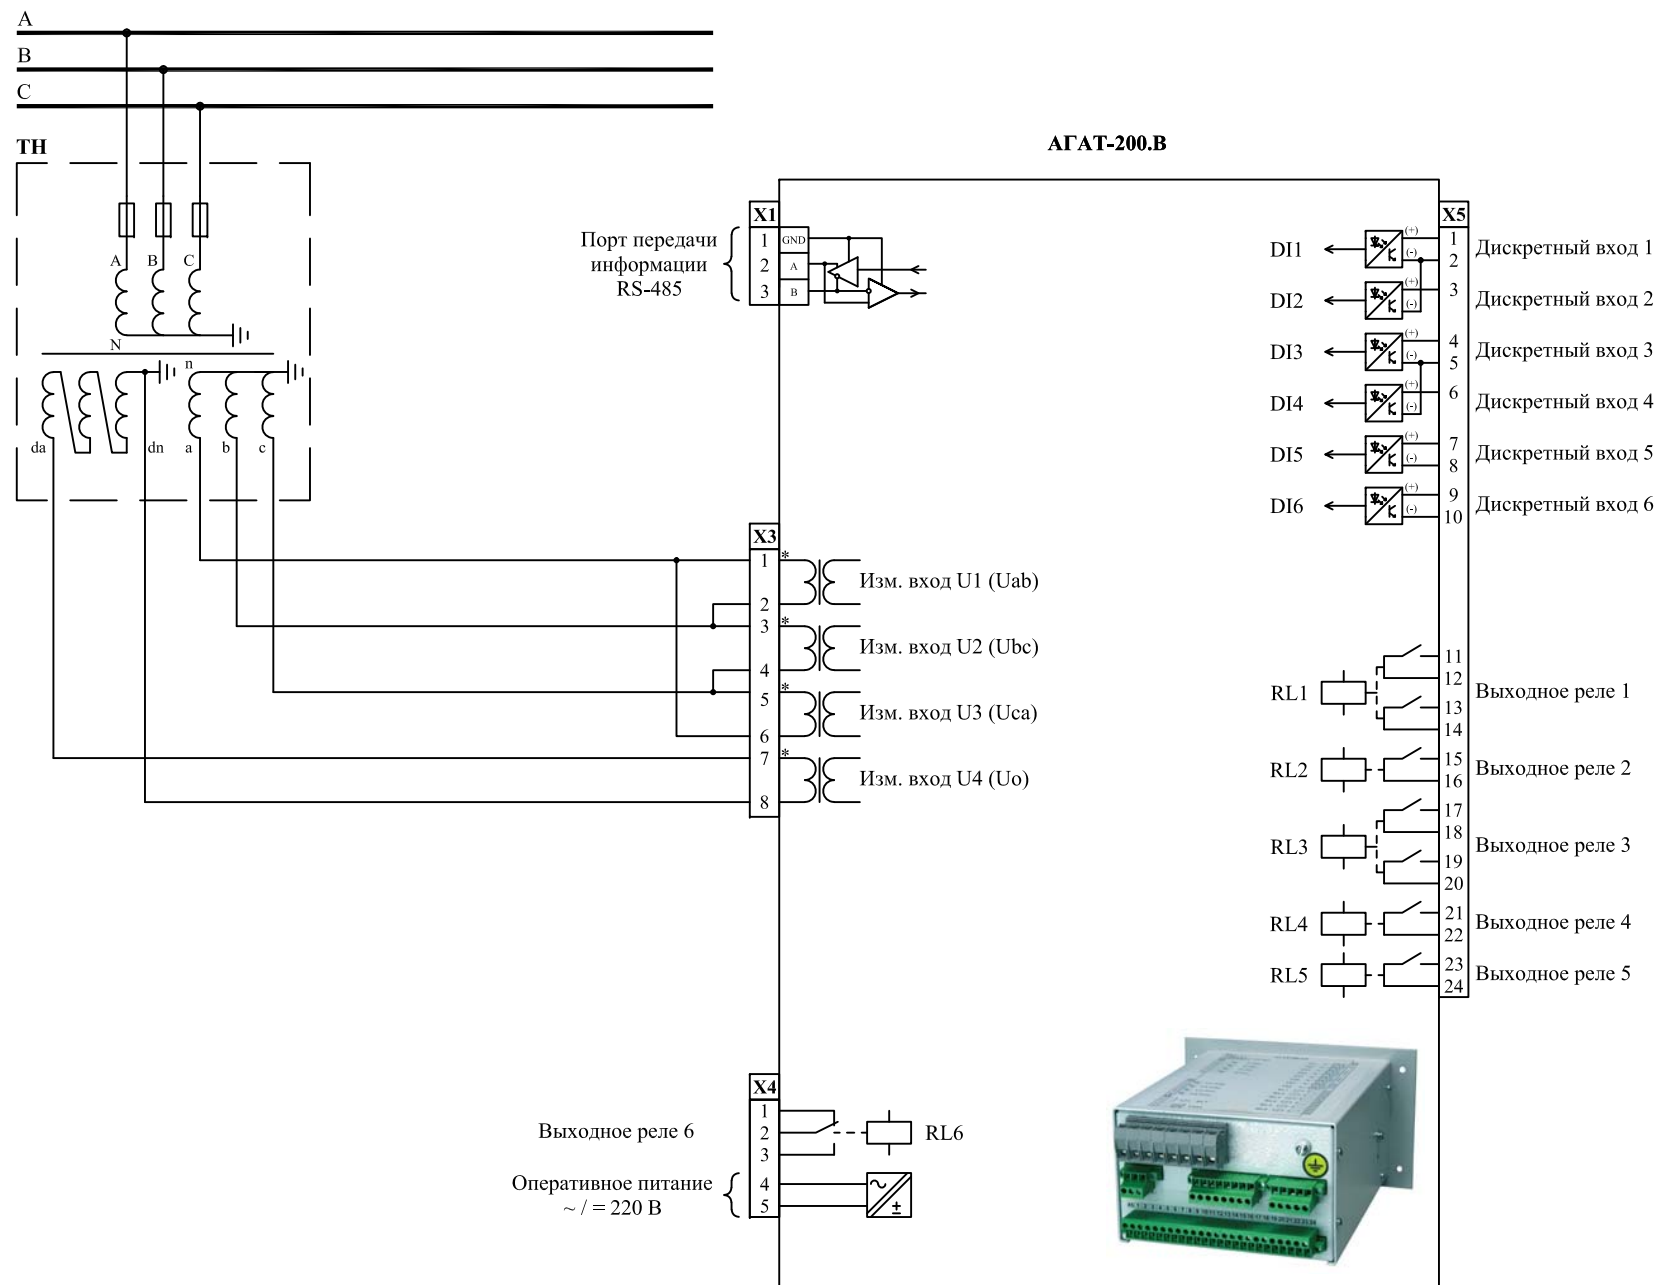 A
B
C
ТН
A B C
N
n
da dn a b c
АГАТ-200.В
X1
Порт передачи
информации
RS-485
1 GND
2 A
3 B
X3
1 *
Изм. вход U1 (Uab)
2
3 *
Изм. вход U2 (Ubc)
4
5 *
Изм. вход U3 (Uca)
6
7 *
Изм. вход U4 (Uo)
8
X4
1
Выходное реле 6
2 RL6
3
Оперативное питание
~ / = 220 В
4 ~
5 ±
X5
DI1 (+) 1 Дискретный вход 1
(-) 2
DI2 (+) 3 Дискретный вход 2
(-)
DI3 (+) 4 Дискретный вход 3
(-) 5
DI4 (+) 6 Дискретный вход 4
(-)
DI5 (+) 7 Дискретный вход 5
(-) 8
DI6 (+) 9 Дискретный вход 6
(-) 10
11
12
RL1 Выходное реле 1
13
14
15
RL2 Выходное реле 2
16
17
18
RL3 Выходное реле 3
19
20
21
RL4 Выходное реле 4
22
23
RL5 Выходное реле 5
24